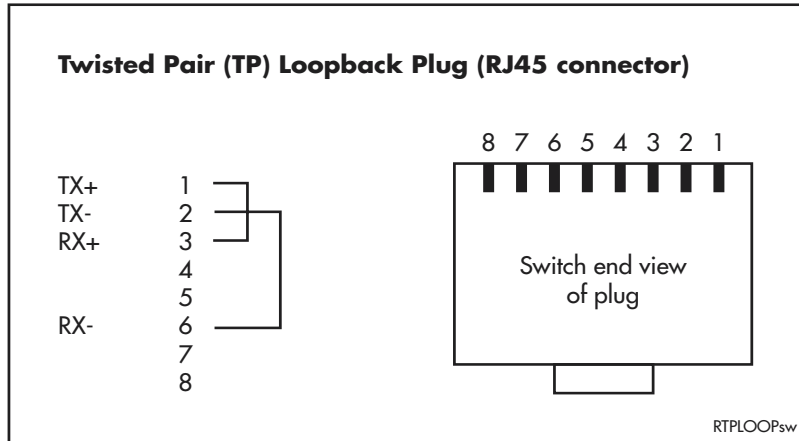 Twisted Pair (TP) Loopback Plug (RJ45 connector)
TX+ 1
TX- 2
RX+ 3
4
5
RX- 6
7
8
8 7 6 5 4 3 2 1
Switch end view
of plug
RTPLOOPsw